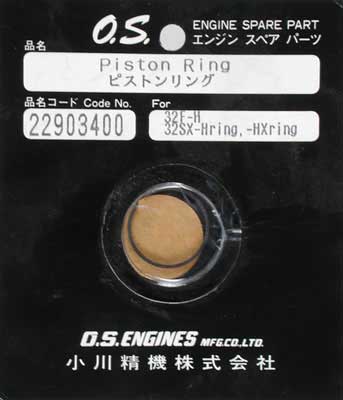 O.S.
ENGINE SPARE PART
エンジン スペア パーツ
品名
Piston Ring
ピストンリング
品名コード Code No.
For
22903400
32F-H
32SX-Hring,-HXring
O.S.ENGINES MFG.CO.LTD.
小川精機株式会社